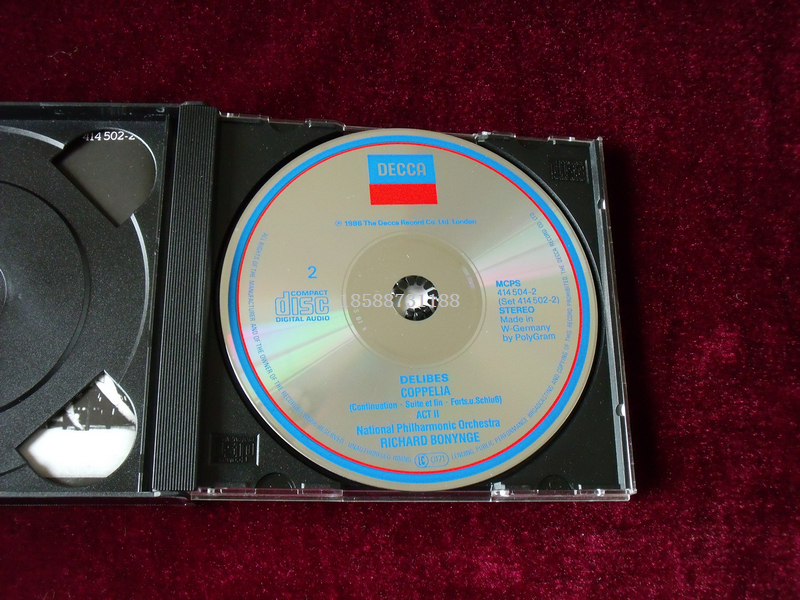 414 502-2
DECCA
℗ 1986 The Decca Record Co. Ltd. London
2
COMPACT
disc
DIGITAL AUDIO
MCPS
414 504-2
(Set 414 502-2)
STEREO
Made in
W-Germany
by PolyGram
DELIBES
COPPELIA
(Continuation - Suite et fin - Forts.u.Schluß)
ACT II
National Philharmonic Orchestra
RICHARD BONYNGE